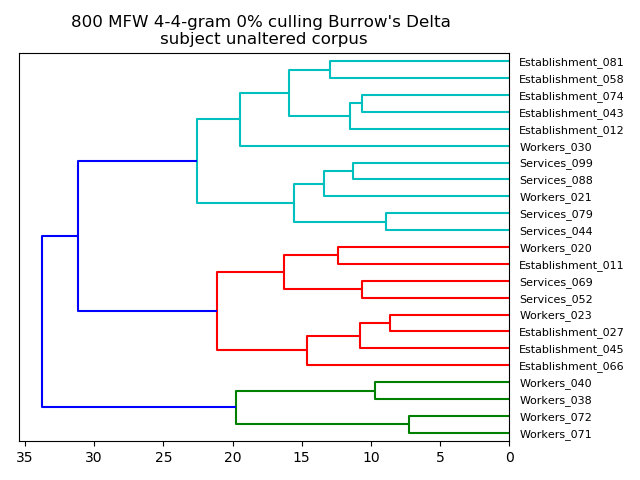 800 MFW 4-4-gram 0% culling Burrow's Delta
subject unaltered corpus
Establishment_081
Establishment_058
Establishment_074
Establishment_043
Establishment_012
Workers_030
Services_099
Services_088
Workers_021
Services_079
Services_044
Workers_020
Establishment_011
Services_069
Services_052
Workers_023
Establishment_027
Establishment_045
Establishment_066
Workers_040
Workers_038
Workers_072
Workers_071
35 30 25 20 15 10 5 0